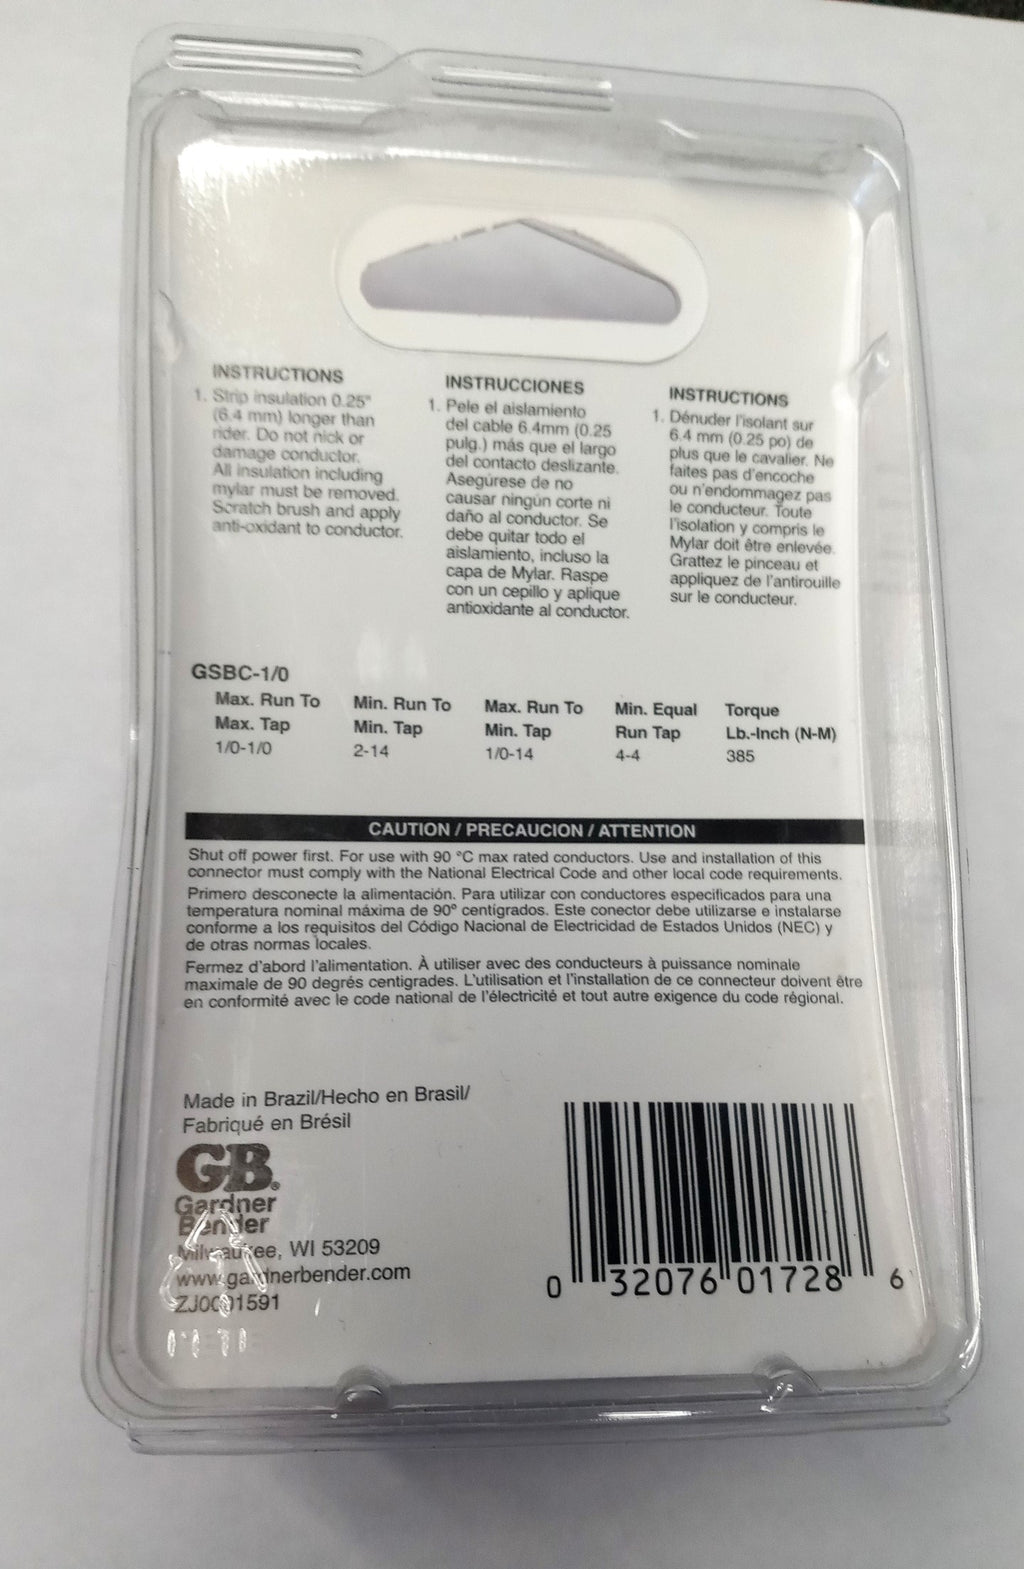 INSTRUCTIONS
1. Strip insulation 0.25"
(6.4 mm) longer than
rider. Do not nick or
damage conductor.
All insulation including
mylar must be removed.
Scratch brush and apply
anti-oxidant to conductor.
INSTRUCCIONES
1. Pele el aislamiento
del cable 6.4mm (0.25
pulg.) más que el largo
del contacto deslizante.
Asegúrese de no
causar ningún corte ni
daño al conductor. Se
debe quitar todo el
aislamiento, incluso la
capa de Mylar. Raspe
con un cepillo y aplique
antioxidante al conductor.
INSTRUCTIONS
1. Dénuder l'isolant sur
6.4 mm (0.25 po) de
plus que le cavalier. Ne
faites pas d'encoche
ou n'endommagez pas
le conducteur. Toute
l'isolation y compris le
Mylar doit être enlevée.
Grattez le pinceau et
appliquez de l'antirouille
sur le conducteur.
GSBC-1/0
Max. Run To Min. Run To Max. Run To Min. Equal Torque
Max. Tap Min. Tap Min. Tap Run Tap Lb.-Inch (N-M)
1/0-1/0 2-14 1/0-14 4-4 385
CAUTION / PRECAUCION / ATTENTION
Shut off power first. For use with 90 °C max rated conductors. Use and installation of this
connector must comply with the National Electrical Code and other local code requirements.
Primero desconecte la alimentación. Para utilizar con conductores especificados para una
temperatura nominal máxima de 90º centígrados. Este conector debe utilizarse e instalarse
conforme a los requisitos del Código Nacional de Electricidad de Estados Unidos (NEC) y
de otras normas locales.
Fermez d'abord l'alimentation. À utiliser avec des conducteurs à puissance nominale
maximale de 90 degrés centigrades. L'utilisation et l'installation de ce connecteur doivent être
en conformité avec le code national de l'électricité et tout autre exigence du code régional.
Made in Brazil/Hecho en Brasil/
Fabriqué en Brésil
GB®
Gardner
Bender
Milwaukee, WI 53209
www.gardnerbender.com
ZJ0001591
0 32076 01728 6